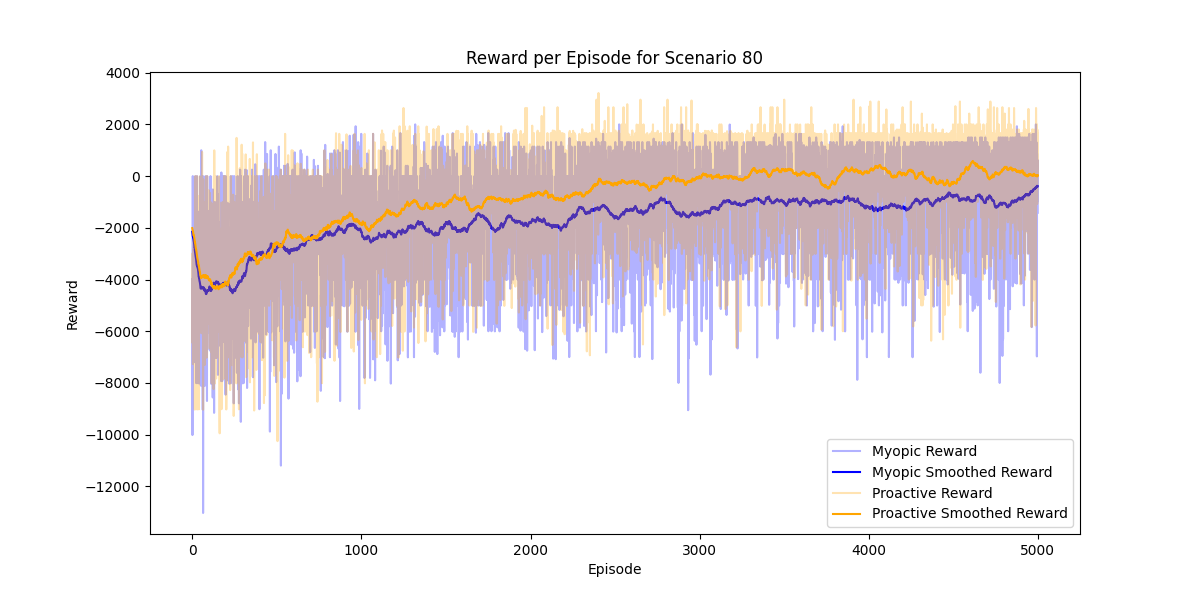 Reward per Episode for Scenario 80
4000
2000
0
−2000
−4000
−6000
−8000
−10000
−12000
Reward
Myopic Reward
Myopic Smoothed Reward
Proactive Reward
Proactive Smoothed Reward
0 1000 2000 3000 4000 5000
Episode